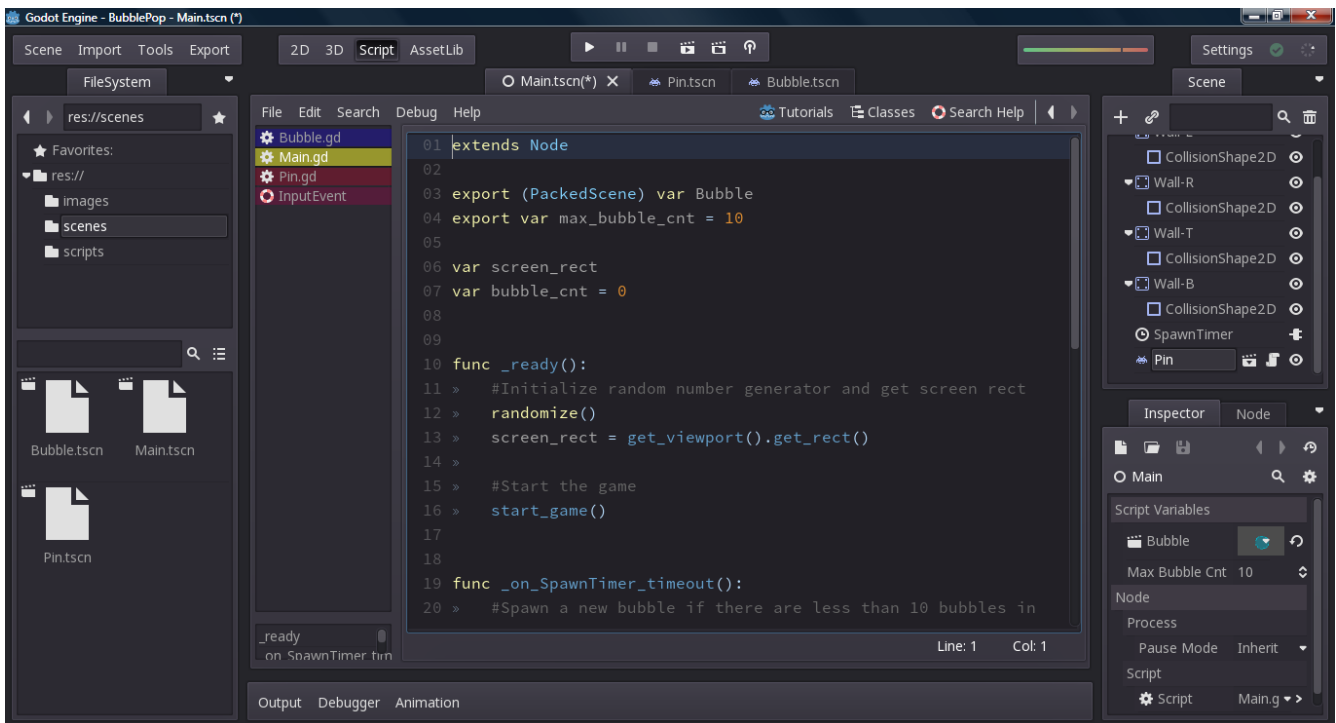 Godot Engine - BubblePop - Main.tscn (*)
Scene Import Tools Export
2D 3D Script AssetLib
Settings
FileSystem
Main.tscn(*)
Pin.tscn
Bubble.tscn
Scene
res://scenes
Favorites:
res://
images
scenes
scripts
Bubble.tscn
Main.tscn
Pin.tscn
File Edit Search Debug Help
Tutorials Classes Search Help
Bubble.gd
Main.gd
Pin.gd
InputEvent
_ready
_on_SpawnTimer_tim
01 extends Node
02
03 export (PackedScene) var Bubble
04 export var max_bubble_cnt = 10
05
06 var screen_rect
07 var bubble_cnt = 0
08
09
10 func _ready():
11 » #Initialize random number generator and get screen rect
12 » randomize()
13 » screen_rect = get_viewport().get_rect()
14 »
15 » #Start the game
16 » start_game()
17
18
19 func _on_SpawnTimer_timeout():
20 » #Spawn a new bubble if there are less than 10 bubbles in
Line: 1 Col: 1
Output Debugger Animation
CollisionShape2D
Wall-R
CollisionShape2D
Wall-T
CollisionShape2D
Wall-B
CollisionShape2D
SpawnTimer
Pin
Inspector
Node
Main
Script Variables
Bubble
Max Bubble Cnt 10
Node
Process
Pause Mode Inherit
Script
Script Main.g